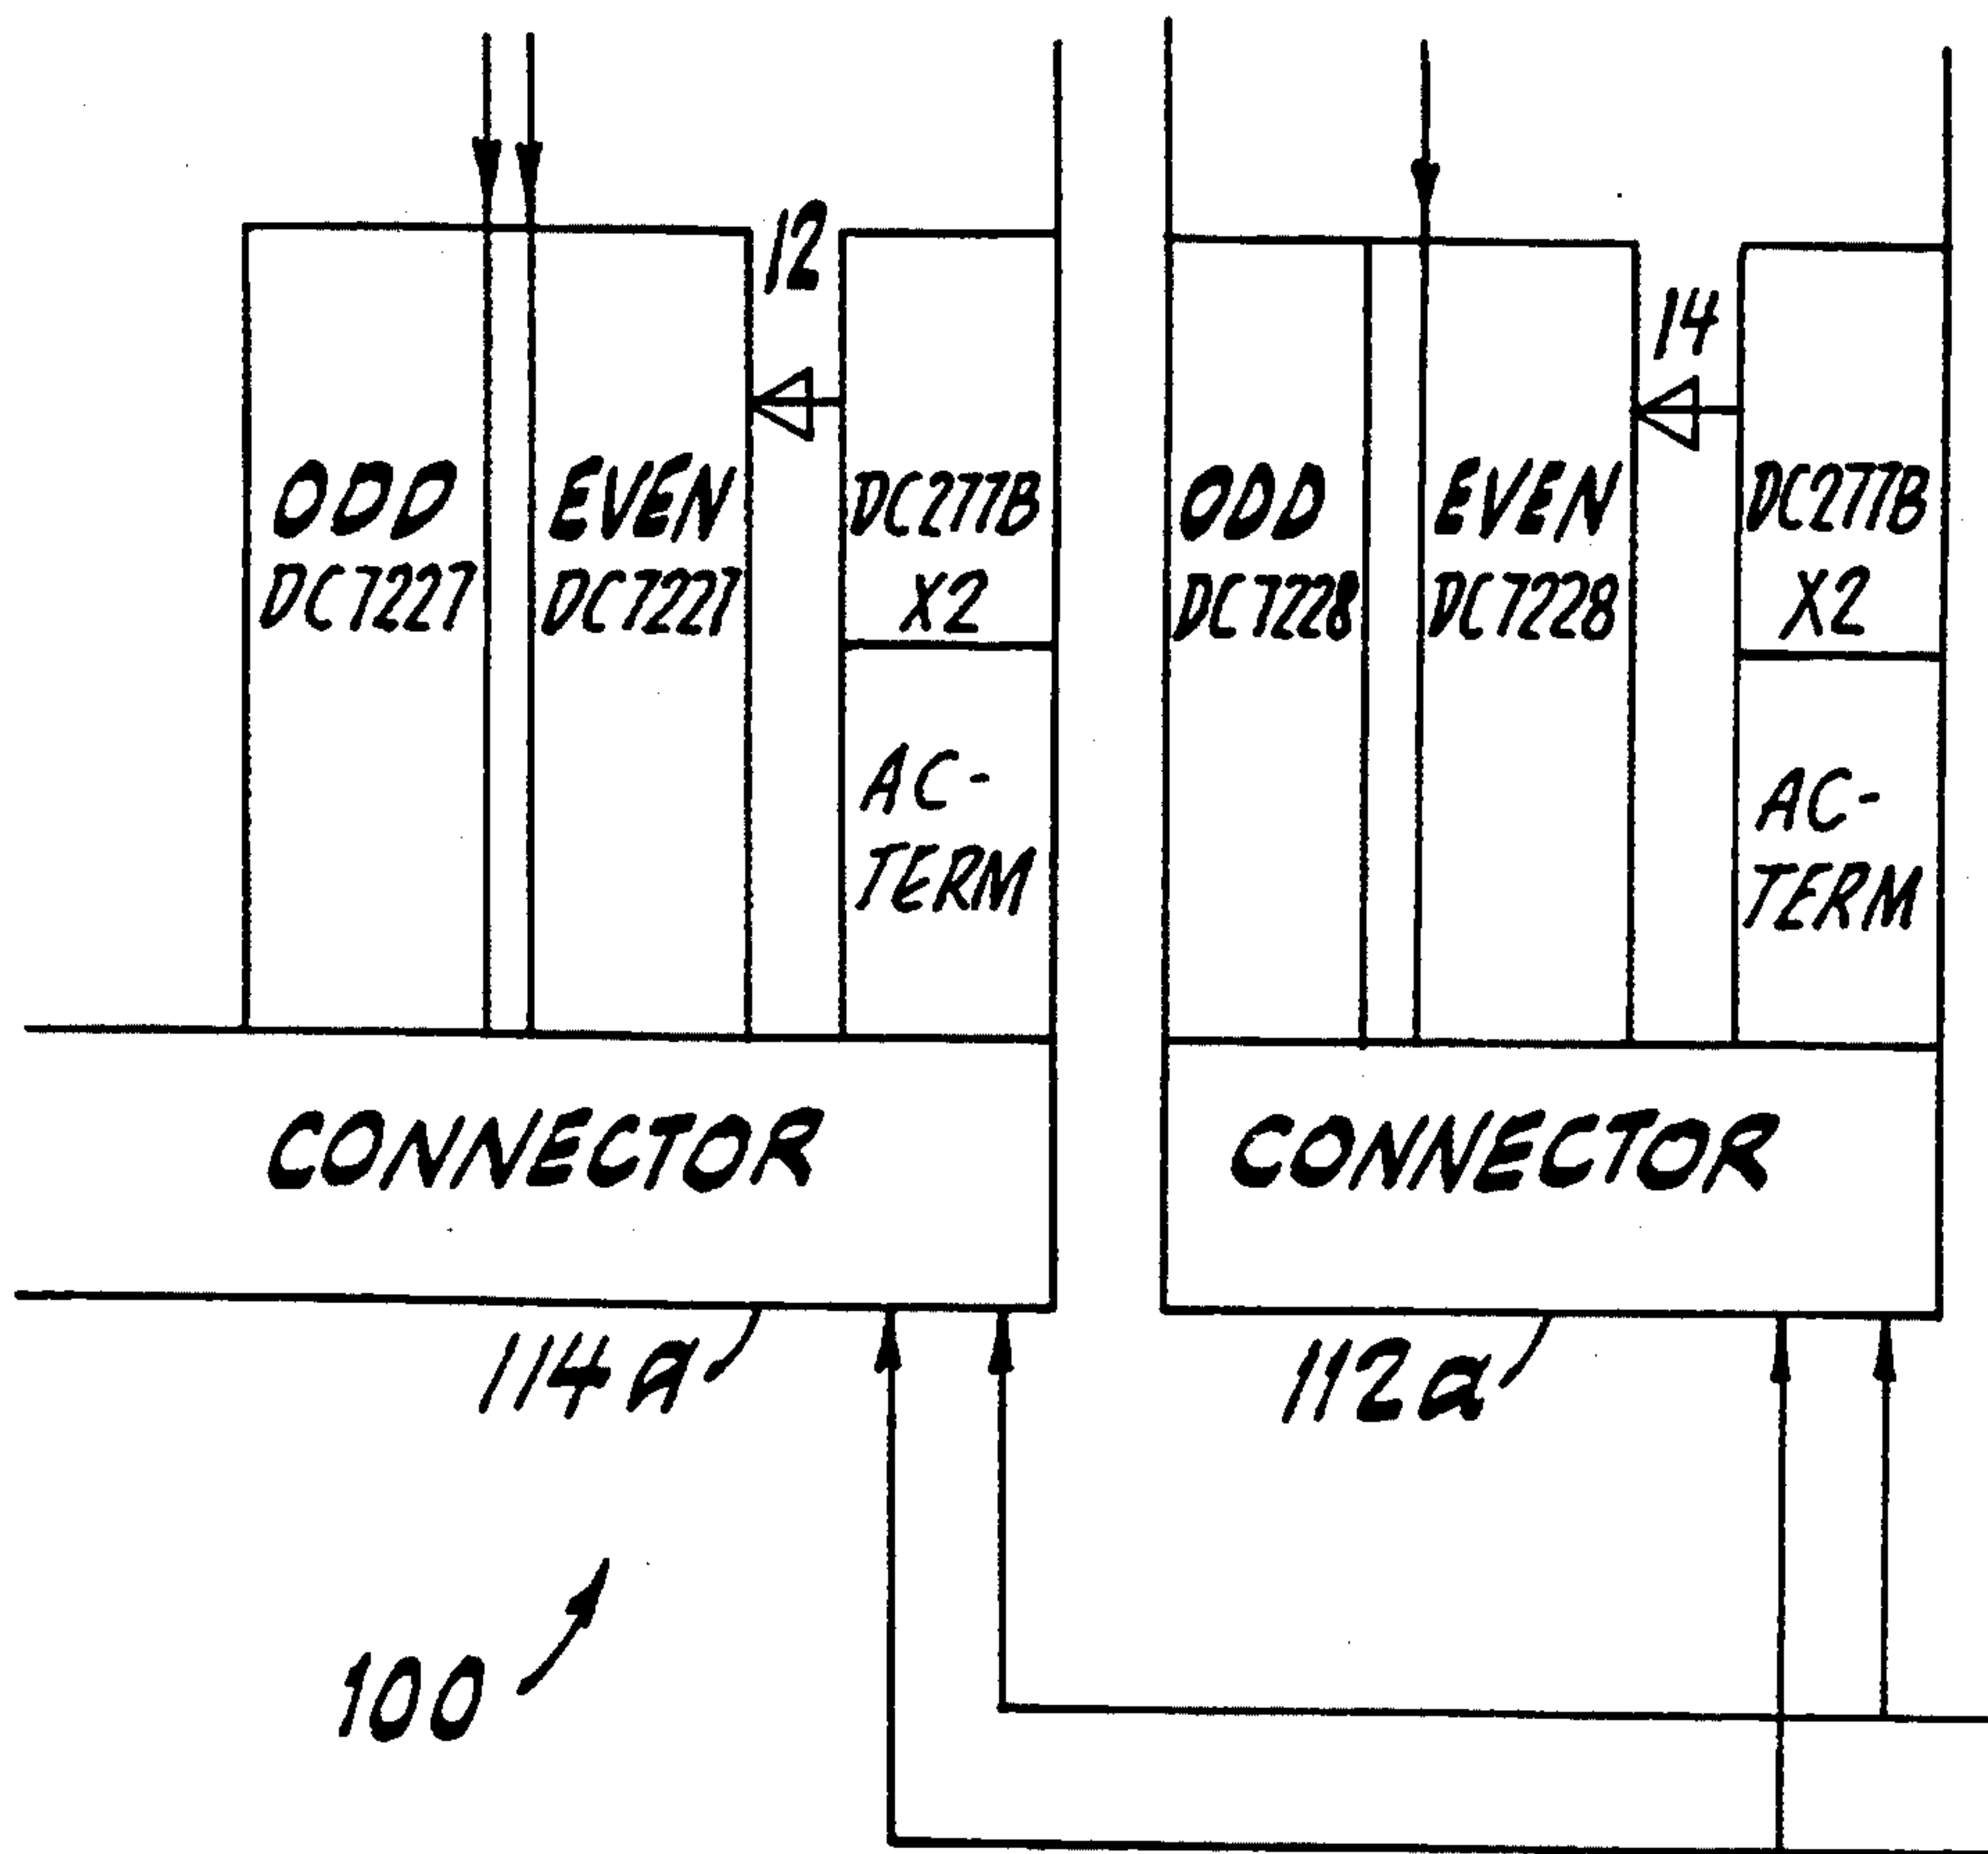 12
ODD
DC7227
EVEN
DC7227
DC277B
X2
AC-
TERM
CONNECTOR
114a
14
ODD
DC7228
EVEN
DC7228
DC277B
X2
AC-
TERM
CONNECTOR
112a
100